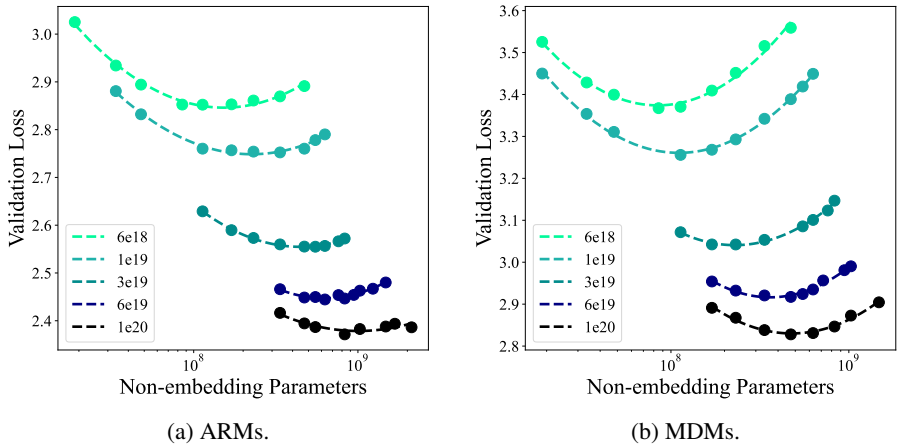 3.0
2.9
2.8
2.7
2.6
2.5
2.4
Validation Loss
6e18
1e19
3e19
6e19
1e20
10^8
10^9
Non-embedding Parameters
(a) ARMs.
3.6
3.5
3.4
3.3
3.2
3.1
3.0
2.9
2.8
Validation Loss
6e18
1e19
3e19
6e19
1e20
10^8
10^9
Non-embedding Parameters
(b) MDMs.